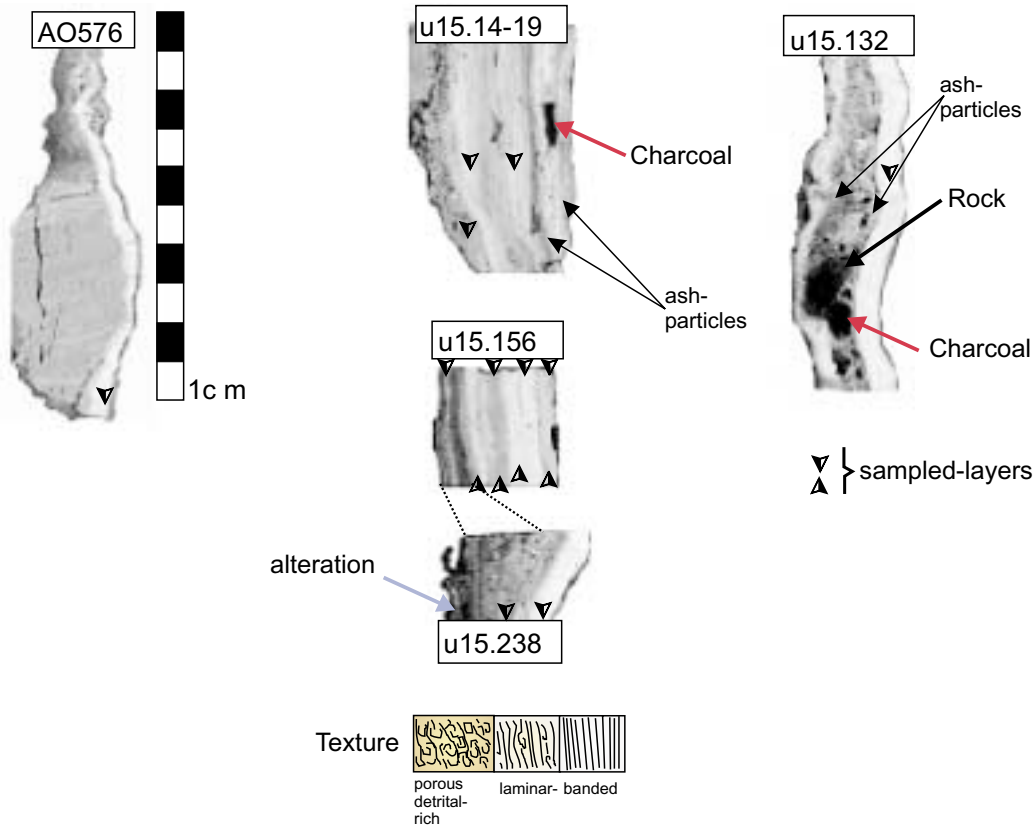 AO576
u15.14-19
u15.132
ash-
particles
Charcoal
Rock
ash-
particles
Charcoal
u15.156
1c m
sampled-layers
alteration
u15.238
Texture
porous
detrital-
rich
laminar- banded